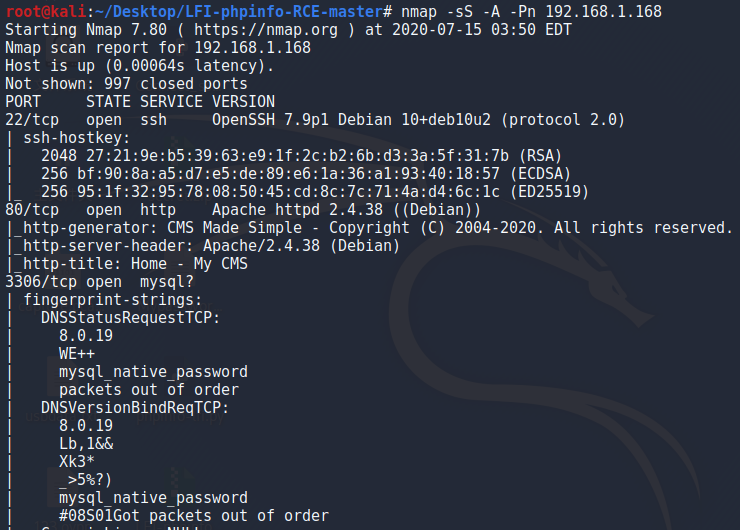 root@kali:~/Desktop/LFI-phpinfo-RCE-master# nmap -sS -A -Pn 192.168.1.168
Starting Nmap 7.80 ( https://nmap.org ) at 2020-07-15 03:50 EDT
Nmap scan report for 192.168.1.168
Host is up (0.00064s latency).
Not shown: 997 closed ports
PORT     STATE SERVICE VERSION
22/tcp   open  ssh     OpenSSH 7.9p1 Debian 10+deb10u2 (protocol 2.0)
| ssh-hostkey:
|   2048 27:21:9e:b5:39:63:e9:1f:2c:b2:6b:d3:3a:5f:31:7b (RSA)
|   256 bf:90:8a:a5:d7:e5:de:89:e6:1a:36:a1:93:40:18:57 (ECDSA)
|_  256 95:1f:32:95:78:08:50:45:cd:8c:7c:71:4a:d4:6c:1c (ED25519)
80/tcp   open  http    Apache httpd 2.4.38 ((Debian))
|_http-generator: CMS Made Simple - Copyright (C) 2004-2020. All rights reserved.
|_http-server-header: Apache/2.4.38 (Debian)
|_http-title: Home - My CMS
3306/tcp open  mysql?
| fingerprint-strings:
|   DNSStatusRequestTCP:
|     8.0.19
|     WE++
|     mysql_native_password
|     packets out of order
|   DNSVersionBindReqTCP:
|     8.0.19
|     Lb,1&&
|     Xk3*
|     _>5%?)
|     mysql_native_password
|     #08S01Got packets out of order